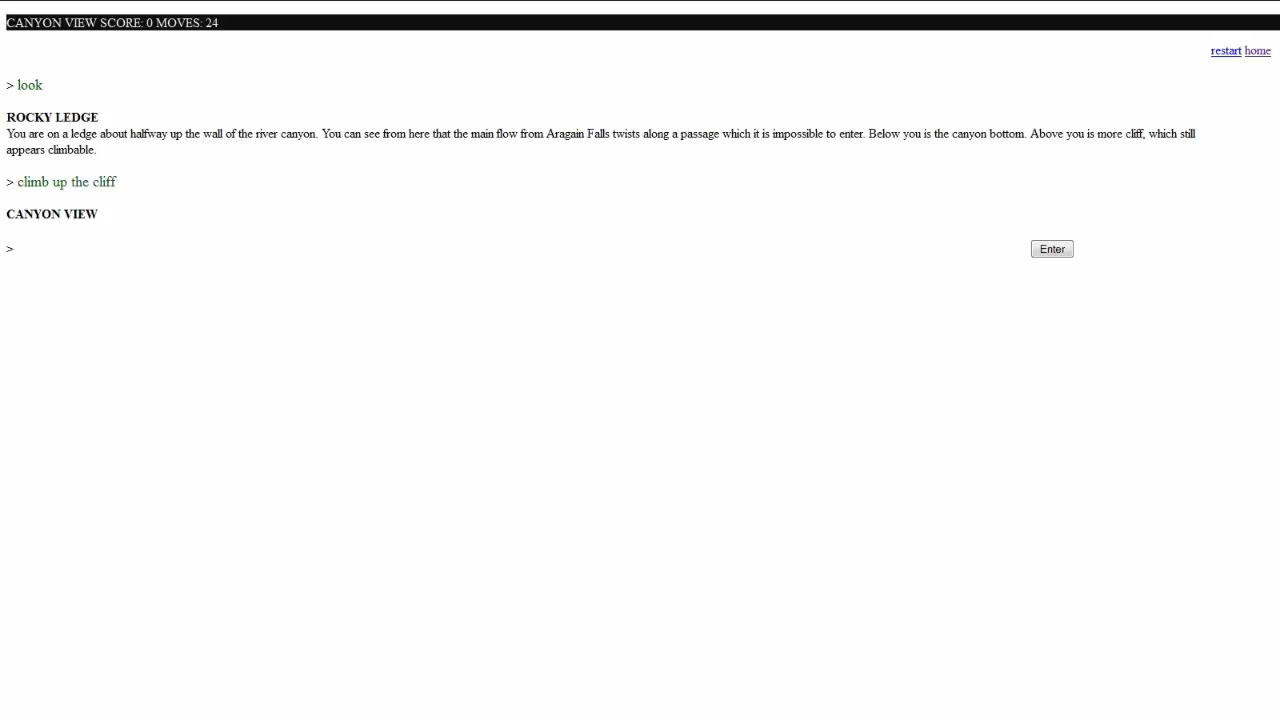 CANYON VIEW SCORE: 0 MOVES: 24
restart home
> look
ROCKY LEDGE
You are on a ledge about halfway up the wall of the river canyon. You can see from here that the main flow from Aragain Falls twists along a passage which it is impossible to enter. Below you is the canyon bottom. Above you is more cliff, which still
appears climbable.
> climb up the cliff
CANYON VIEW
> Enter